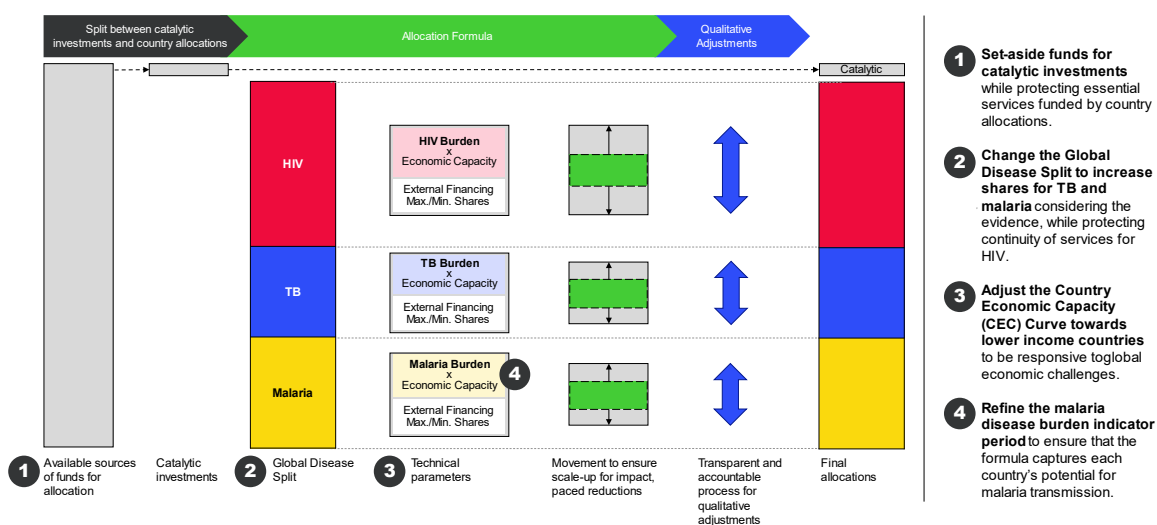 Split between catalytic
investments and country allocations
Allocation Formula
Qualitative
Adjustments
Catalytic
HIV
HIV Burden
x
Economic Capacity
External Financing
Max./Min. Shares
TB
TB Burden
x
Economic Capacity
External Financing
Max./Min. Shares
Malaria
Malaria Burden
x
Economic Capacity
4
External Financing
Max./Min. Shares
1
Available sources
of funds for
allocation
Catalytic
investments
2
Global Disease
Split
3
Technical
parameters
Movement to ensure
scale-up for impact,
paced reductions
Transparent and
accountable
process for
qualitative
adjustments
Final
allocations
1
Set-aside funds for
catalytic investments
while protecting essential
services funded by country
allocations.
2
Change the Global
Disease Split to increase
shares for TB and
malaria considering the
evidence, while protecting
continuity of services for
HIV.
3
Adjust the Country
Economic Capacity
(CEC) Curve towards
lower income countries
to be responsive toglobal
economic challenges.
4
Refine the malaria
disease burden indicator
period to ensure that the
formula captures each
country's potential for
malaria transmission.